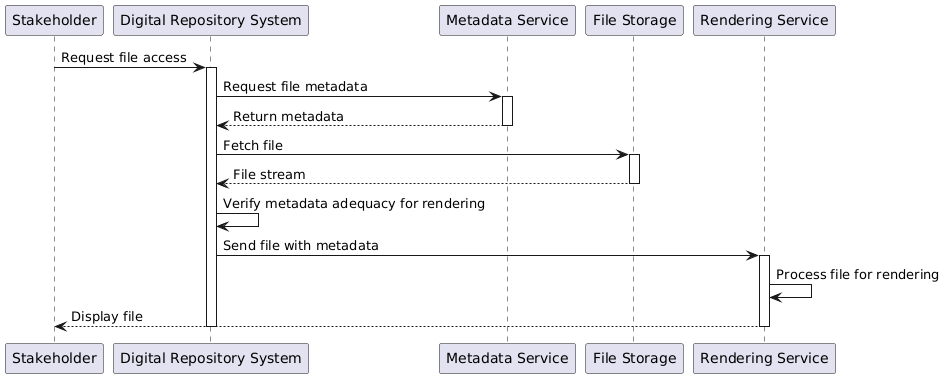 Stakeholder
Digital Repository System
Metadata Service
File Storage
Rendering Service
Request file access
Request file metadata
Return metadata
Fetch file
File stream
Verify metadata adequacy for rendering
Send file with metadata
Process file for rendering
Display file
Stakeholder
Digital Repository System
Metadata Service
File Storage
Rendering Service